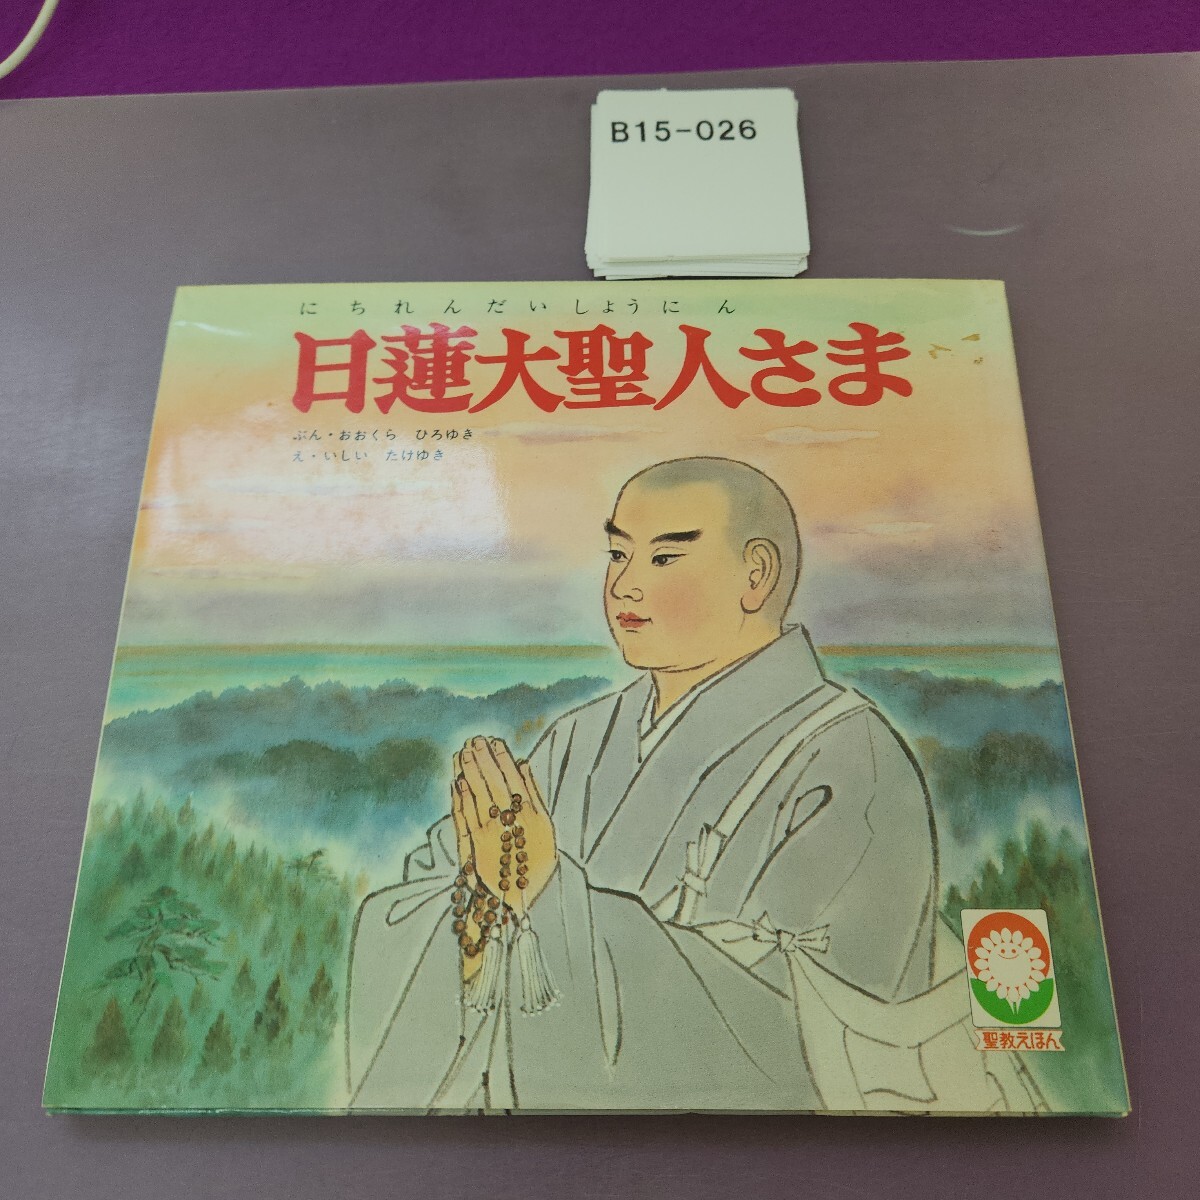 B15-026
にちれんだいしょうにん
日蓮大聖人さま
ぶん・おおくら ひろゆき
え・いしい たけゆき
聖教えほん